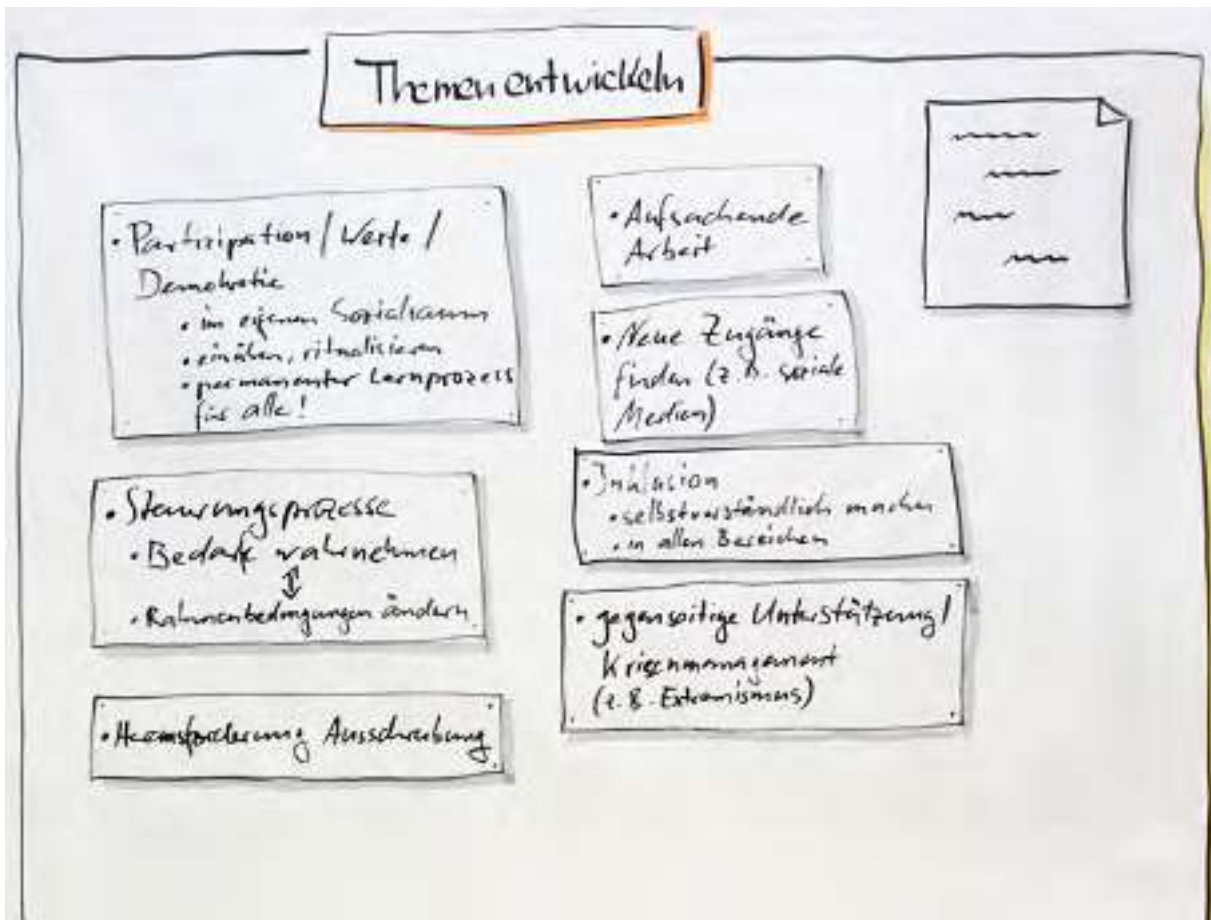 Themen entwickeln
• Partizipation / Werte /
Demokratie
• im eigenen Sozialraum
• einüben, ritualisieren
• permanenter Lernprozess
für alle!
• Steuerungsprozesse
• Bedarfe wahrnehmen
↕
• Rahmenbedingungen ändern
• Herausforderung Ausschreibung
• Aufsuchende
Arbeit
• Neue Zugänge
finden (z.B. soziale
Medien)
• Inklusion
• selbstverständlich machen
• in allen Bereichen
• gegenseitige Unterstützung /
Krisenmanagement
(z.B. Extremismus)